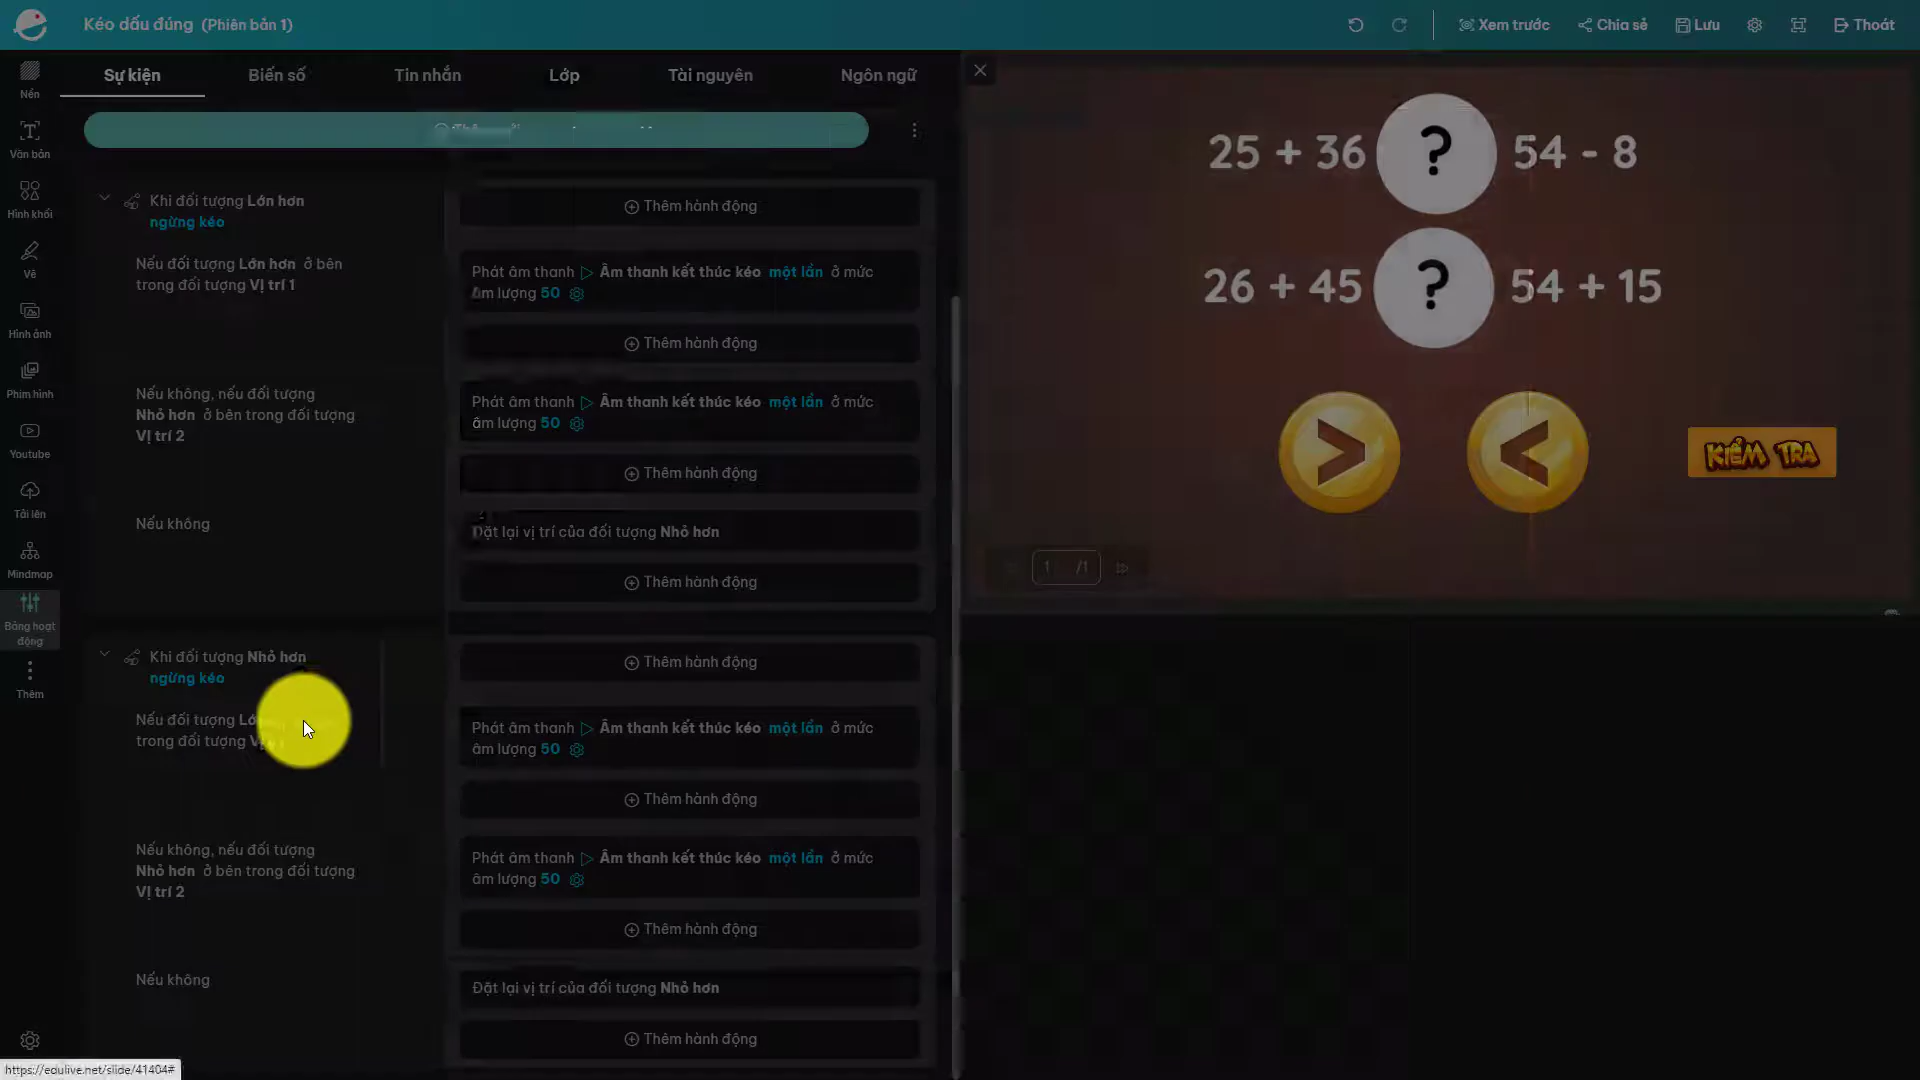 Kéo dấu đúng (Phiên bản 1)
Xem trước
Chia sẻ
Lưu
Thoát
Nền
Văn bản
Hình khối
Vẽ
Hình ảnh
Phim hình
Youtube
Tải lên
Mindmap
Bảng hoạt
động
Thêm
Sự kiện
Biến số
Tin nhắn
Lớp
Tài nguyên
Ngôn ngữ
Khi đối tượng Lớn hơn
ngừng kéo
Thêm hành động
Nếu đối tượng Lớn hơn ở bên
trong đối tượng Vị trí 1
Phát âm thanh Âm thanh kết thúc kéo một lần ở mức
âm lượng 50
Thêm hành động
Nếu không, nếu đối tượng
Nhỏ hơn ở bên trong đối tượng
Vị trí 2
Phát âm thanh Âm thanh kết thúc kéo một lần ở mức
âm lượng 50
Thêm hành động
Nếu không
Đặt lại vị trí của đối tượng Nhỏ hơn
Thêm hành động
Khi đối tượng Nhỏ hơn
ngừng kéo
Thêm hành động
Nếu đối tượng
trong đối tượng
Phát âm thanh Âm thanh kết thúc kéo một lần ở mức
âm lượng 50
Thêm hành động
Nếu không, nếu đối tượng
Nhỏ hơn ở bên trong đối tượng
Vị trí 2
Phát âm thanh Âm thanh kết thúc kéo một lần ở mức
âm lượng 50
Thêm hành động
Nếu không
Đặt lại vị trí của đối tượng Nhỏ hơn
Thêm hành động
25 + 36 ? 54 - 8
26 + 45 ? 54 + 15
> <
KIỂM TRA
1 /1
https://edulive.net/slide/41404#